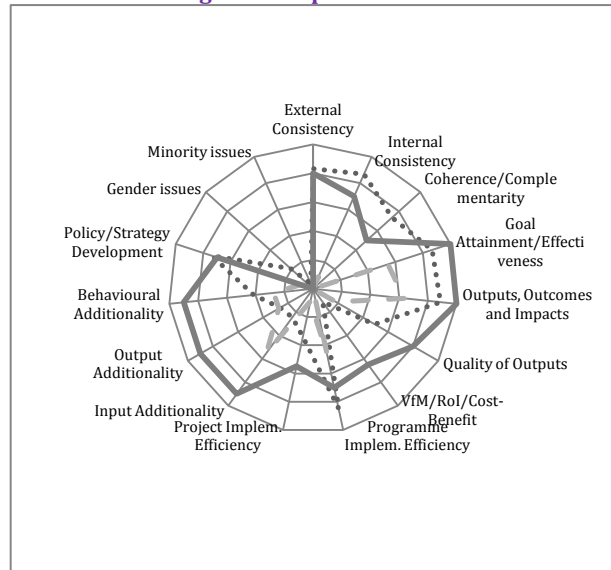 External
Consistency
Internal
Consistency
Coherence/Comple
mentarity
Goal
Attainment/Effecti
veness
Outputs, Outcomes
and Impacts
Quality of Outputs
VfM/RoI/Cost-
Benefit
Programme
Implem. Efficiency
Project Implem.
Efficiency
Input Additionality
Output
Additionality
Behavioural
Additionality
Policy/Strategy
Development
Gender issues
Minority issues